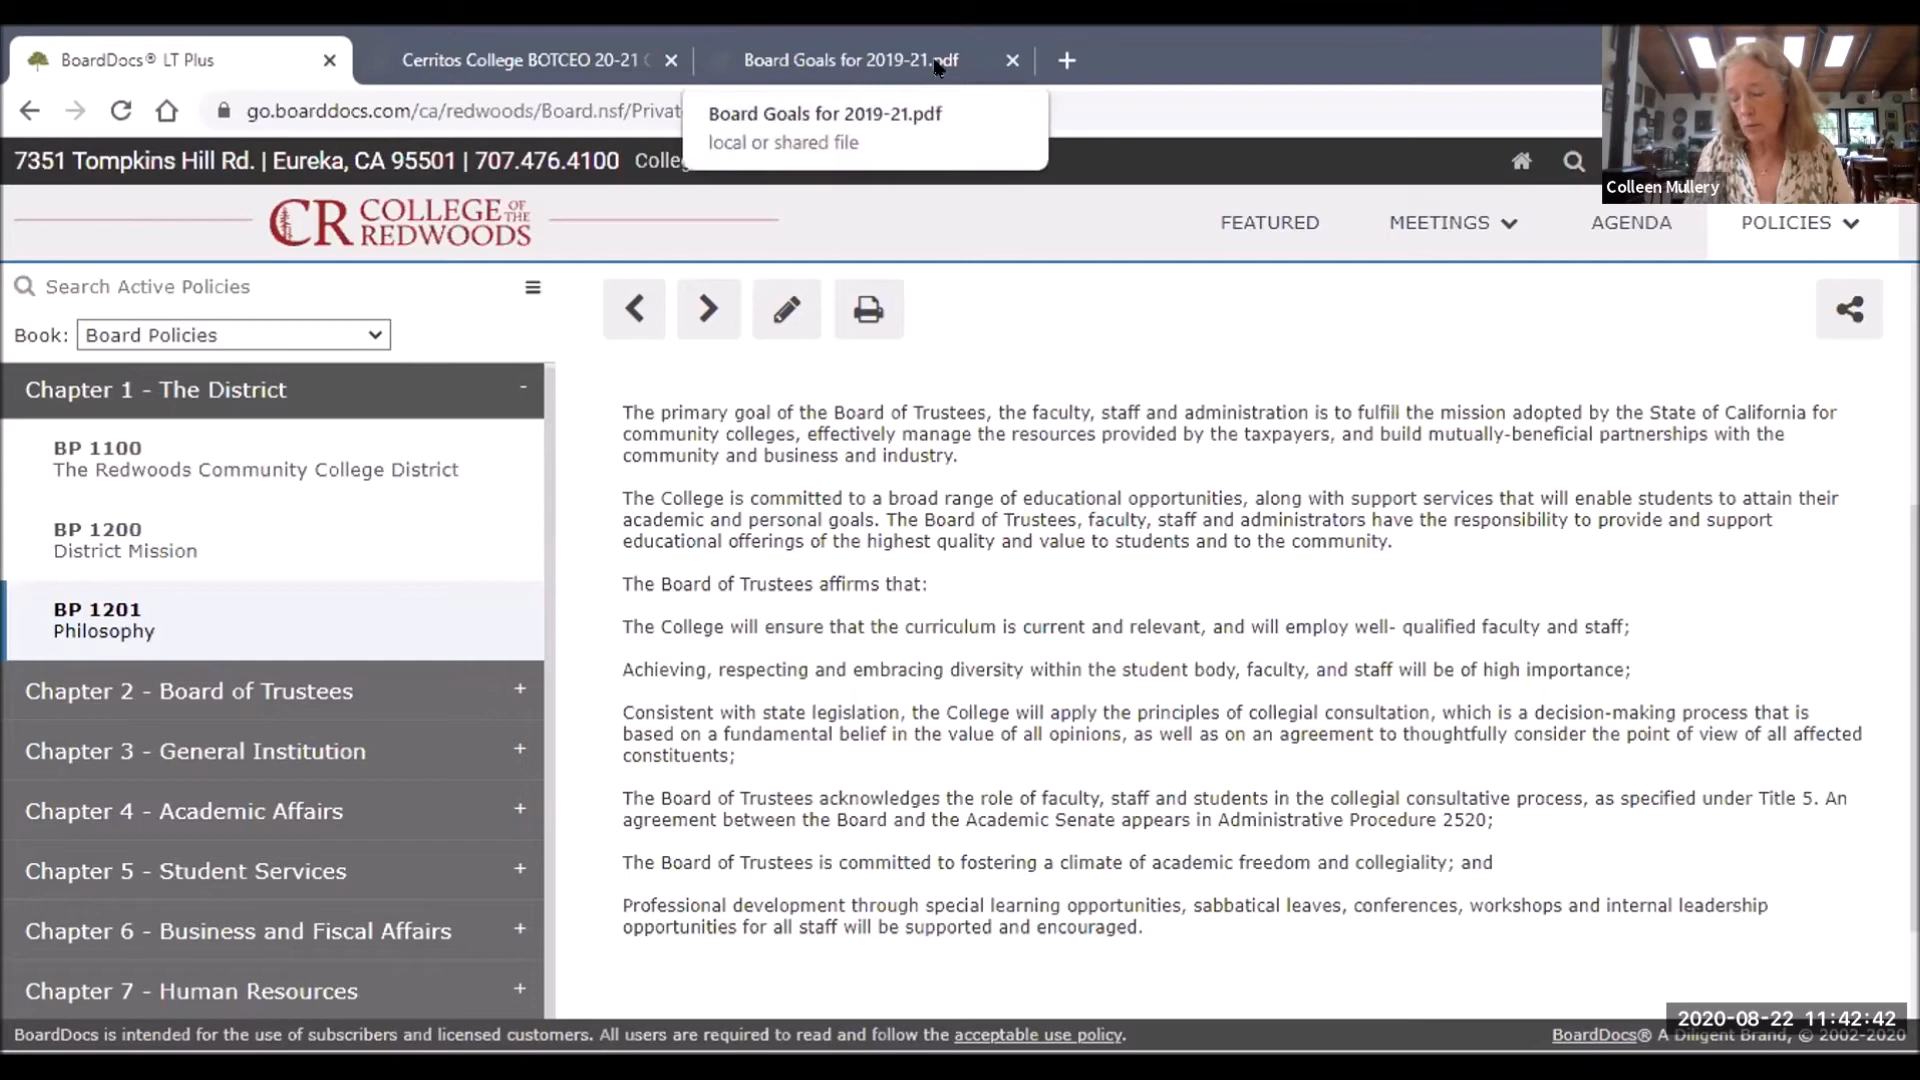 BoardDocs® LT Plus
Cerritos College BOTCEO 20-21
Board Goals for 2019-21.pdf
go.boarddocs.com/ca/redwoods/Board.nsf/Privat
Board Goals for 2019-21.pdf
local or shared file
7351 Tompkins Hill Rd. | Eureka, CA 95501 | 707.476.4100
Colleen Mullery
CR COLLEGE OF THE REDWOODS
FEATURED
MEETINGS
AGENDA
POLICIES
Search Active Policies
Book: Board Policies
Chapter 1 - The District -
BP 1100
The Redwoods Community College District
BP 1200
District Mission
BP 1201
Philosophy
Chapter 2 - Board of Trustees +
Chapter 3 - General Institution +
Chapter 4 - Academic Affairs +
Chapter 5 - Student Services +
Chapter 6 - Business and Fiscal Affairs +
Chapter 7 - Human Resources +
The primary goal of the Board of Trustees, the faculty, staff and administration is to fulfill the mission adopted by the State of California for
community colleges, effectively manage the resources provided by the taxpayers, and build mutually-beneficial partnerships with the
community and business and industry.
The College is committed to a broad range of educational opportunities, along with support services that will enable students to attain their
academic and personal goals. The Board of Trustees, faculty, staff and administrators have the responsibility to provide and support
educational offerings of the highest quality and value to students and to the community.
The Board of Trustees affirms that:
The College will ensure that the curriculum is current and relevant, and will employ well- qualified faculty and staff;
Achieving, respecting and embracing diversity within the student body, faculty, and staff will be of high importance;
Consistent with state legislation, the College will apply the principles of collegial consultation, which is a decision-making process that is
based on a fundamental belief in the value of all opinions, as well as on an agreement to thoughtfully consider the point of view of all affected
constituents;
The Board of Trustees acknowledges the role of faculty, staff and students in the collegial consultative process, as specified under Title 5. An
agreement between the Board and the Academic Senate appears in Administrative Procedure 2520;
The Board of Trustees is committed to fostering a climate of academic freedom and collegiality; and
Professional development through special learning opportunities, sabbatical leaves, conferences, workshops and internal leadership
opportunities for all staff will be supported and encouraged.
2020-08-22 11:42:42
BoardDocs is intended for the use of subscribers and licensed customers. All users are required to read and follow the acceptable use policy.
BoardDocs® A Diligent Brand, © 2002-2020